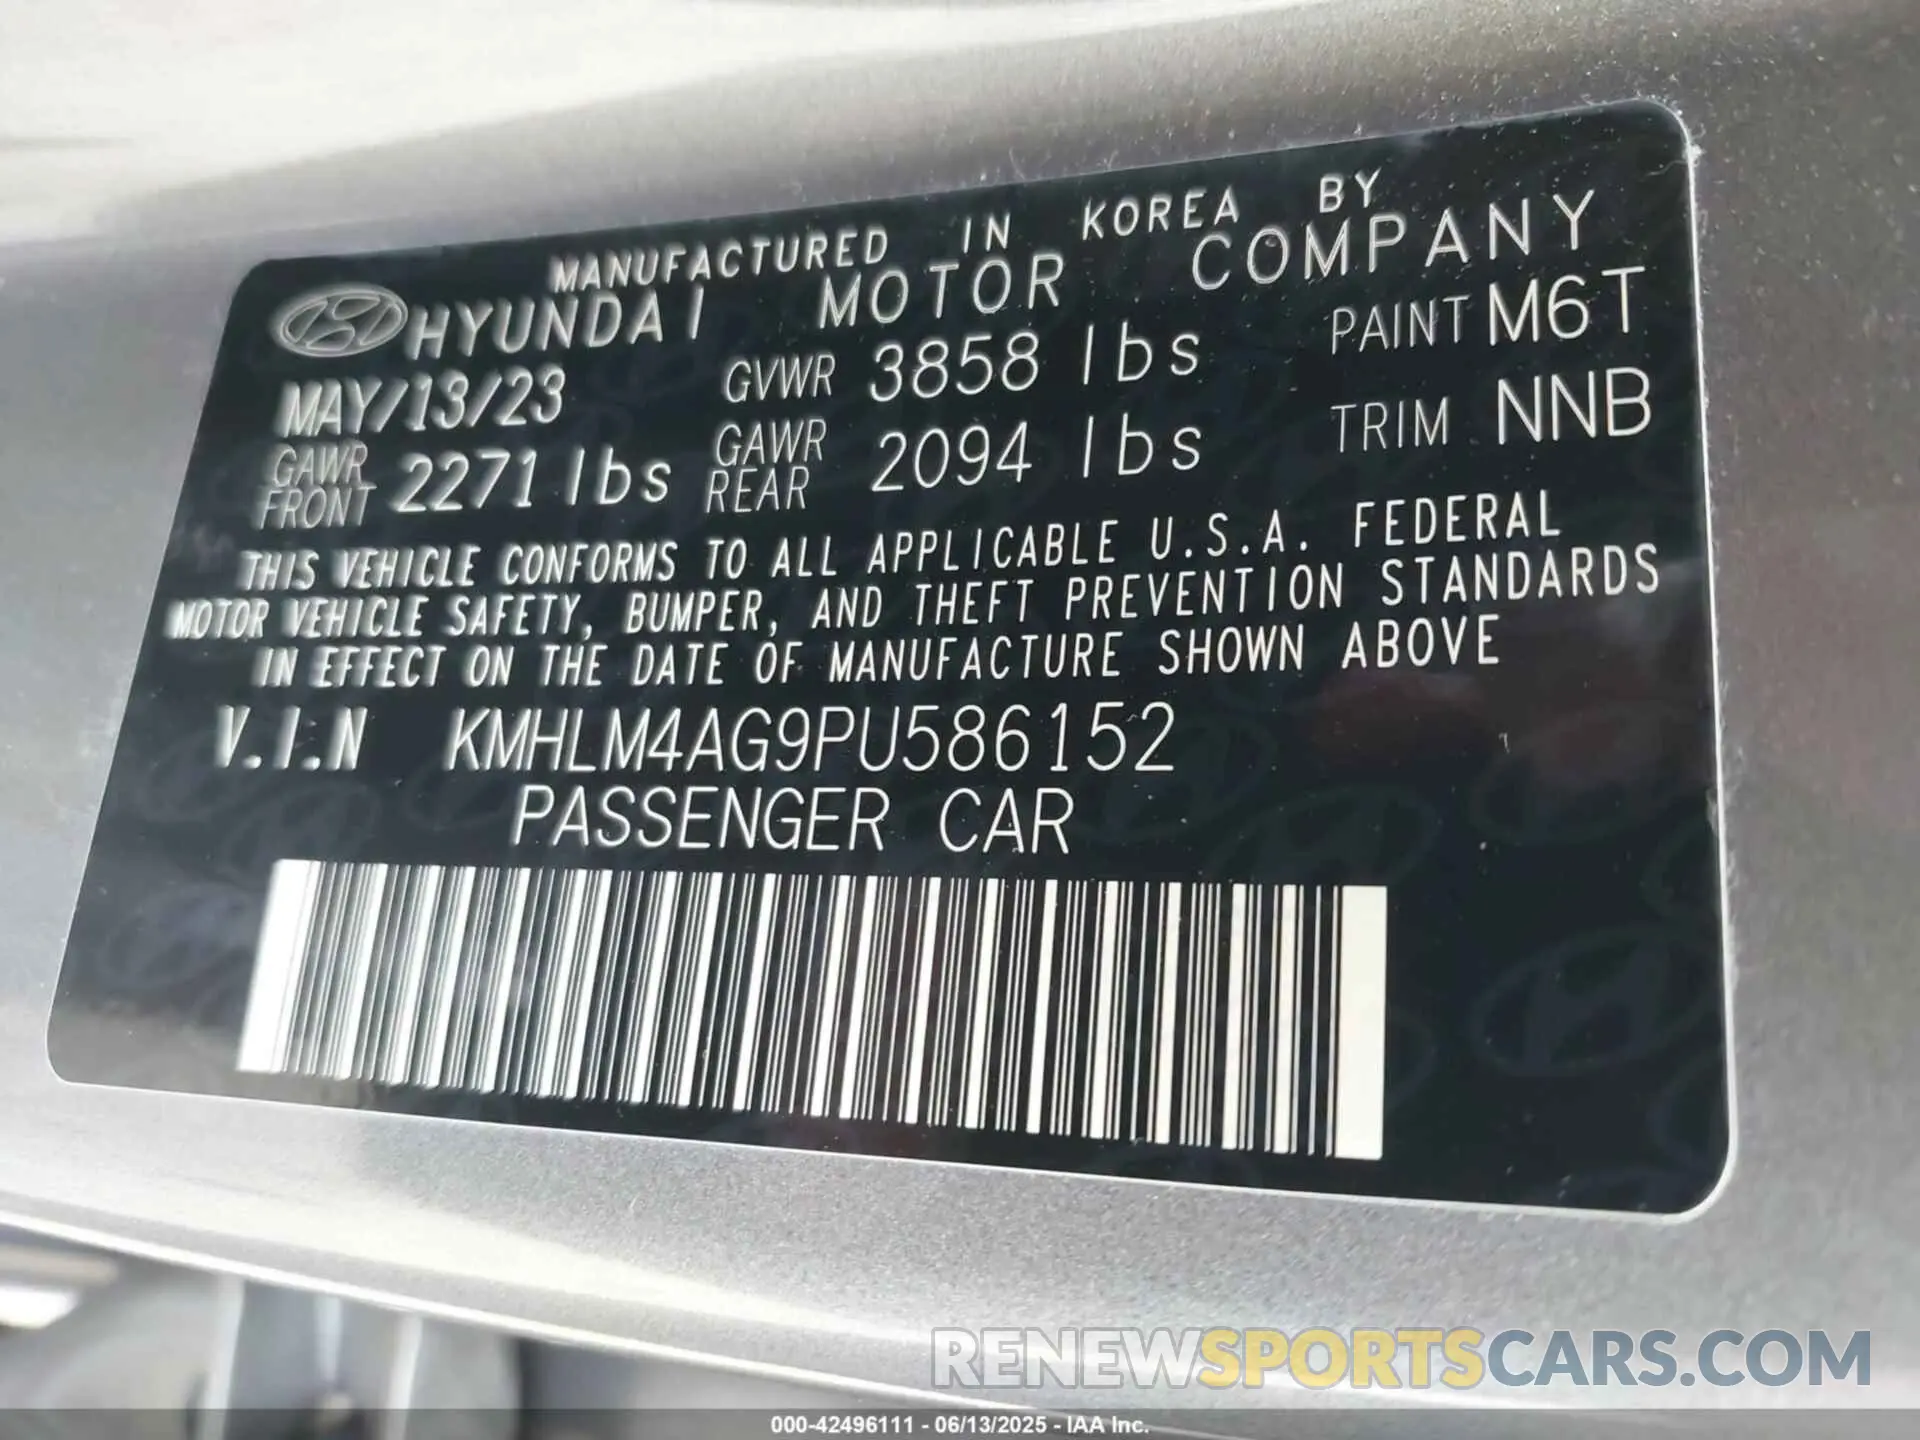 MANUFACTURED IN KOREA BY
HYUNDAI MOTOR COMPANY
MAY/13/23 GVWR 3858 lbs PAINT M6T
GAWR FRONT 2271 lbs GAWR REAR 2094 lbs TRIM NNB
THIS VEHICLE CONFORMS TO ALL APPLICABLE U.S.A. FEDERAL
MOTOR VEHICLE SAFETY, BUMPER, AND THEFT PREVENTION STANDARDS
IN EFFECT ON THE DATE OF MANUFACTURE SHOWN ABOVE
V.I.N KMHLM4AG9PU586152
PASSENGER CAR
RENEWSPORTSCARS.COM
000-42496111 - 06/13/2025 - IAA Inc.